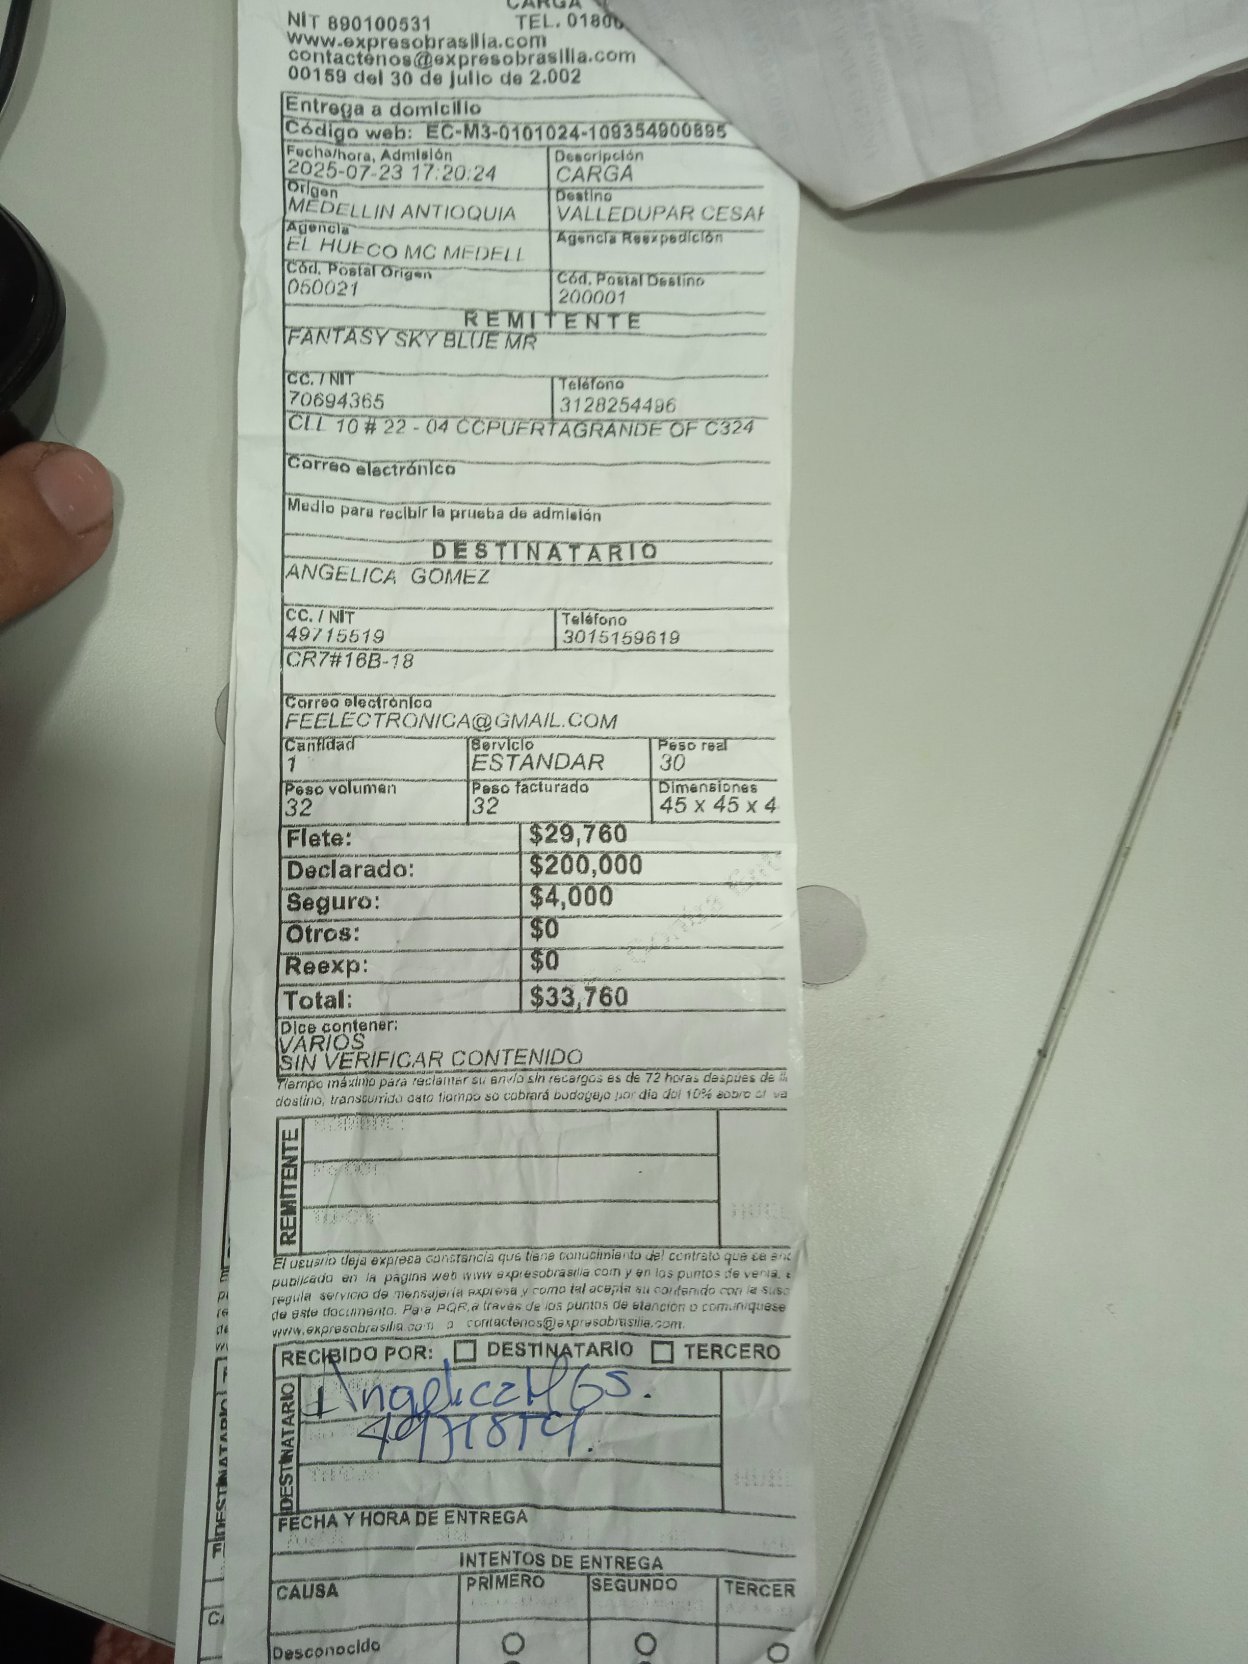 CARGA
NIT 890100531 TEL. 01800
www.expresobrasilia.com
contactenos@expresobrasilia.com
00159 del 30 de julio de 2.002
Entrega a domicilio
Código web: EC-M3-0101024-109354900895
Fecha/hora, Admisión Descripción
2025-07-23 17:20:24 CARGA
Origen Destino
MEDELLIN ANTIOQUIA VALLEDUPAR CESAR
Agencia Agencia Reexpedición
EL HUECO MC MEDELL
Cód. Postal Origen Cód. Postal Destino
050021 200001
REMITENTE
FANTASY SKY BLUE MR
CC. / NIT Teléfono
70694365 3128254496
CLL 10 # 22 - 04 CCPUERTAGRANDE OF C324
Correo electrónico
Medio para recibir la prueba de admisión
DESTINATARIO
ANGELICA GOMEZ
CC. / NIT Teléfono
49715519 3015159619
CR7#16B-18
Correo electrónico
FEELECTRONICA@GMAIL.COM
Cantidad Servicio Peso real
1 ESTANDAR 30
Peso volumen Peso facturado Dimensiones
32 32 45 x 45 x 4
Flete: $29,760
Declarado: $200,000
Seguro: $4,000
Otros: $0
Reexp: $0
Total: $33,760
Dice contener:
VARIOS
SIN VERIFICAR CONTENIDO
Tiempo máximo para reclamar su envío sin recargos es de 72 horas después de
destino, transcurrido este tiempo se cobrará bodegaje por día del 10% sobre el va
REMITENTE
El usuario deja expresa constancia que tiene conocimiento del contrato que se enc
publicado en la página web www expresobrasilia com y en los puntos de venta,
regula servicio de mensajería expresa y como tal acepta su contenido con la susc
de este documento. Para PQR,a través de los puntos de atención o comuníquese
www.expresobrasilia.com o contactenos@expresobrasilia.com.
RECIBIDO POR: DESTINATARIO TERCERO
DESTINATARIO
Angelica
FECHA Y HORA DE ENTREGA
INTENTOS DE ENTREGA
CAUSA PRIMERO SEGUNDO TERCER
Desconocido